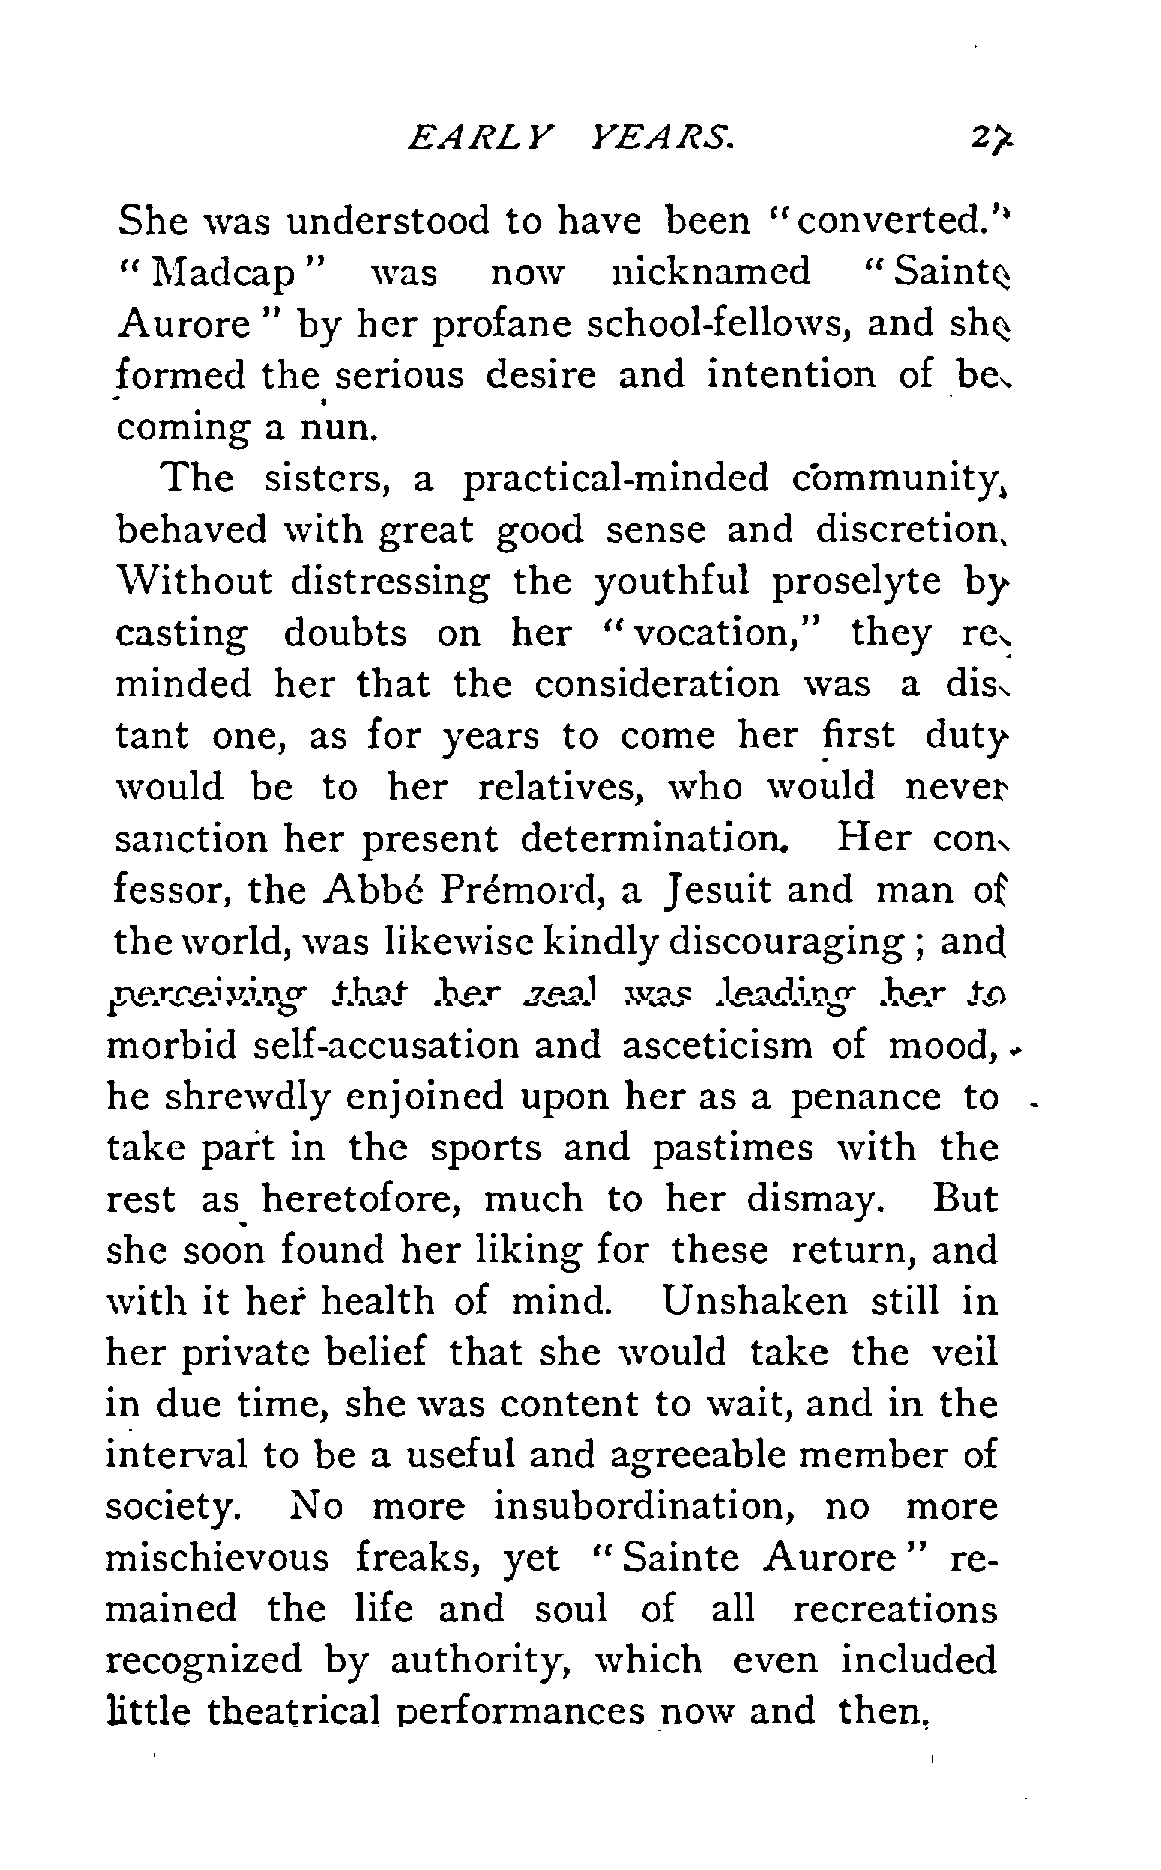 EARLY YEARS. 27
She was understood to have been “converted.”
“Madcap” was now nicknamed “Sainte
Aurore” by her profane school-fellows, and she
formed the serious desire and intention of be-
coming a nun.
The sisters, a practical-minded community,
behaved with great good sense and discretion.
Without distressing the youthful proselyte by
casting doubts on her “vocation,” they re-
minded her that the consideration was a dis-
tant one, as for years to come her first duty
would be to her relatives, who would never
sanction her present determination. Her con-
fessor, the Abbé Prémord, a Jesuit and man of
the world, was likewise kindly discouraging; and
perceiving that her zeal was leading her to
morbid self-accusation and asceticism of mood,
he shrewdly enjoined upon her as a penance to
take part in the sports and pastimes with the
rest as heretofore, much to her dismay. But
she soon found her liking for these return, and
with it her health of mind. Unshaken still in
her private belief that she would take the veil
in due time, she was content to wait, and in the
interval to be a useful and agreeable member of
society. No more insubordination, no more
mischievous freaks, yet “Sainte Aurore” re-
mained the life and soul of all recreations
recognized by authority, which even included
little theatrical performances now and then.